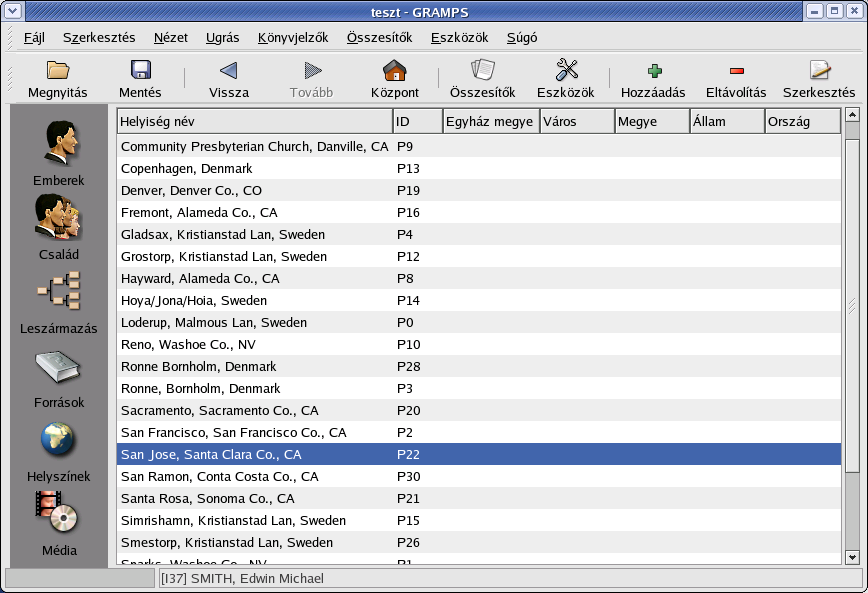 teszt - GRAMPS
Fájl Szerkesztés Nézet Ugrás Könyvjelzők Összesítők Eszközök Súgó
Megnyitás Mentés Vissza Tovább Központ Összesítők Eszközök Hozzáadás Eltávolítás Szerkesztés
Emberek
Család
Leszármazás
Források
Helyszínek
Média
Helyiség név ID Egyház megye Város Megye Állam Ország
Community Presbyterian Church, Danville, CA P9
Copenhagen, Denmark P13
Denver, Denver Co., CO P19
Fremont, Alameda Co., CA P16
Gladsax, Kristianstad Lan, Sweden P4
Grostorp, Kristianstad Lan, Sweden P12
Hayward, Alameda Co., CA P8
Hoya/Jona/Hoia, Sweden P14
Loderup, Malmous Lan, Sweden P0
Reno, Washoe Co., NV P10
Ronne Bornholm, Denmark P28
Ronne, Bornholm, Denmark P3
Sacramento, Sacramento Co., CA P20
San Francisco, San Francisco Co., CA P2
San Jose, Santa Clara Co., CA P22
San Ramon, Conta Costa Co., CA P30
Santa Rosa, Sonoma Co., CA P21
Simrishamn, Kristianstad Lan, Sweden P15
Smestorp, Kristianstad Lan, Sweden P26
Sparks, Washoe Co., NV P1
[I37] SMITH, Edwin Michael